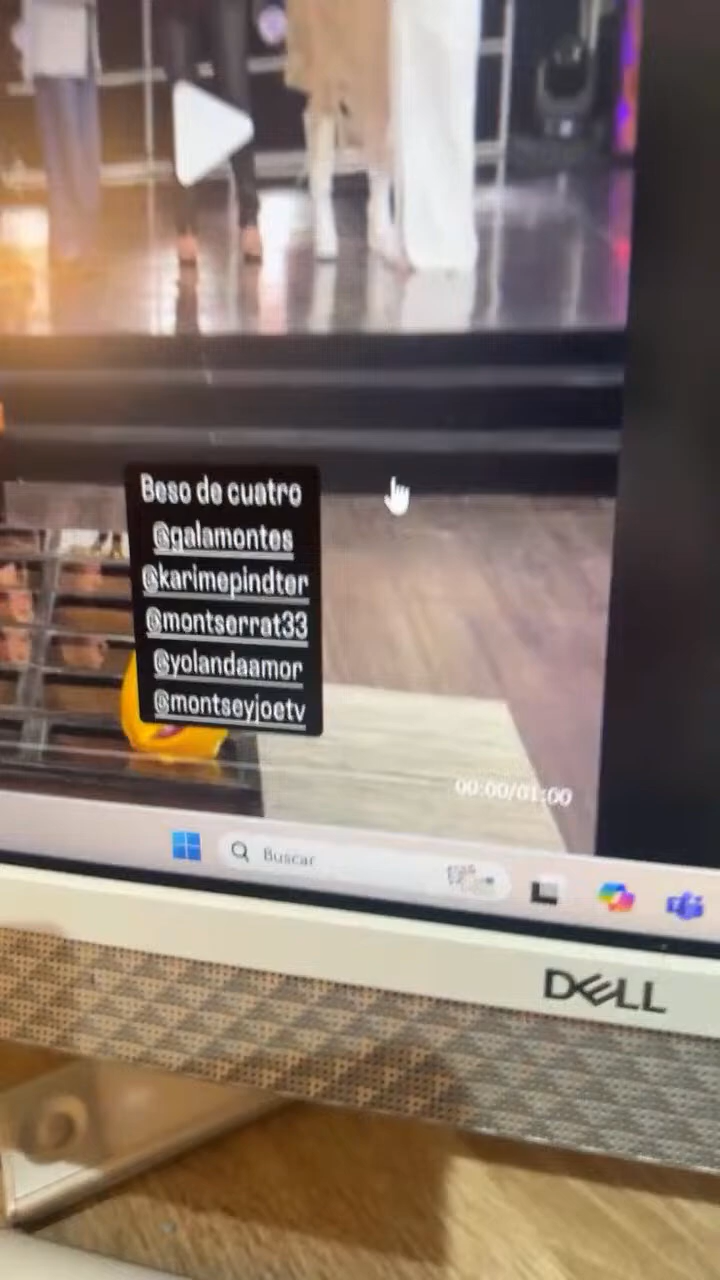 Beso de cuatro
@galamontes
@karimepindter
@montserrat33
@yolandaamor
@montseyjoetv
00:00/01:00
Buscar
DELL